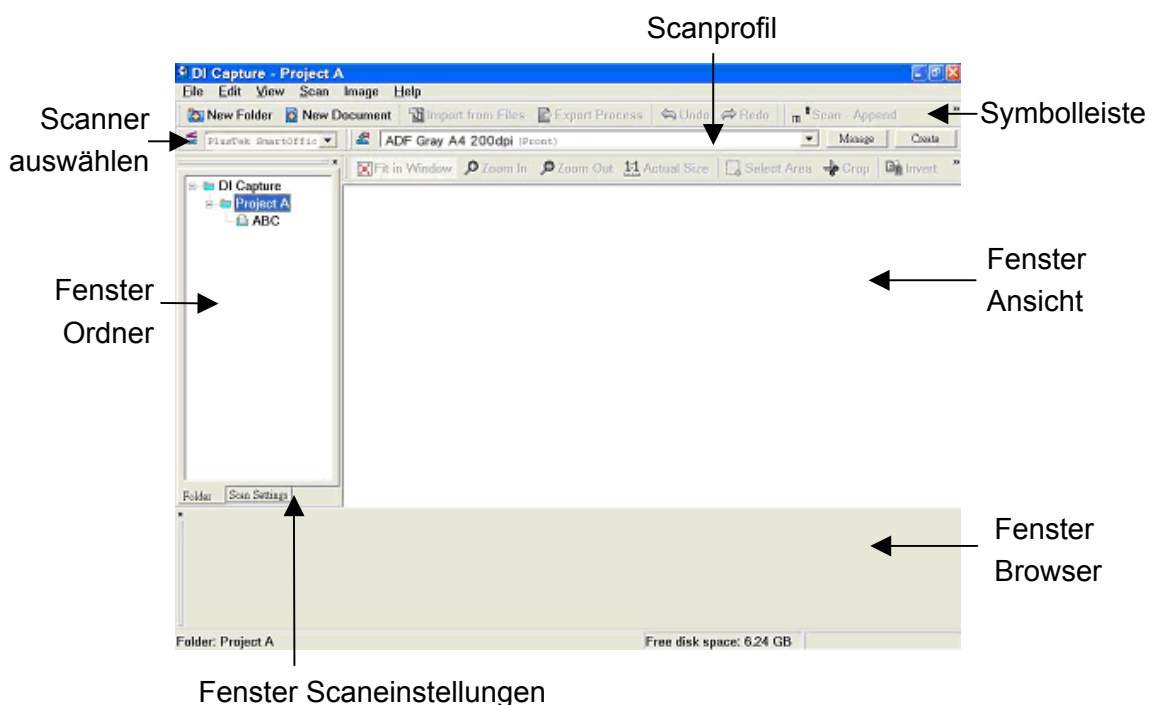 Scanprofil
DI Capture - Project A
File Edit View Scan Image Help
New Folder New Document Import from Files Export Process Undo Redo Scan - Append
Symbolleiste
Scanner
auswählen
PlusTek SmartOffic
ADF Gray A4 200dpi (Front)
Manage Create
Fit in Window Zoom In Zoom Out 1:1 Actual Size Select Area Crop Invert
DI Capture
Project A
ABC
Fenster
Ordner
Fenster
Ansicht
Folder Scan Settings
Fenster
Browser
Folder: Project A
Free disk space: 6.24 GB
Fenster Scaneinstellungen